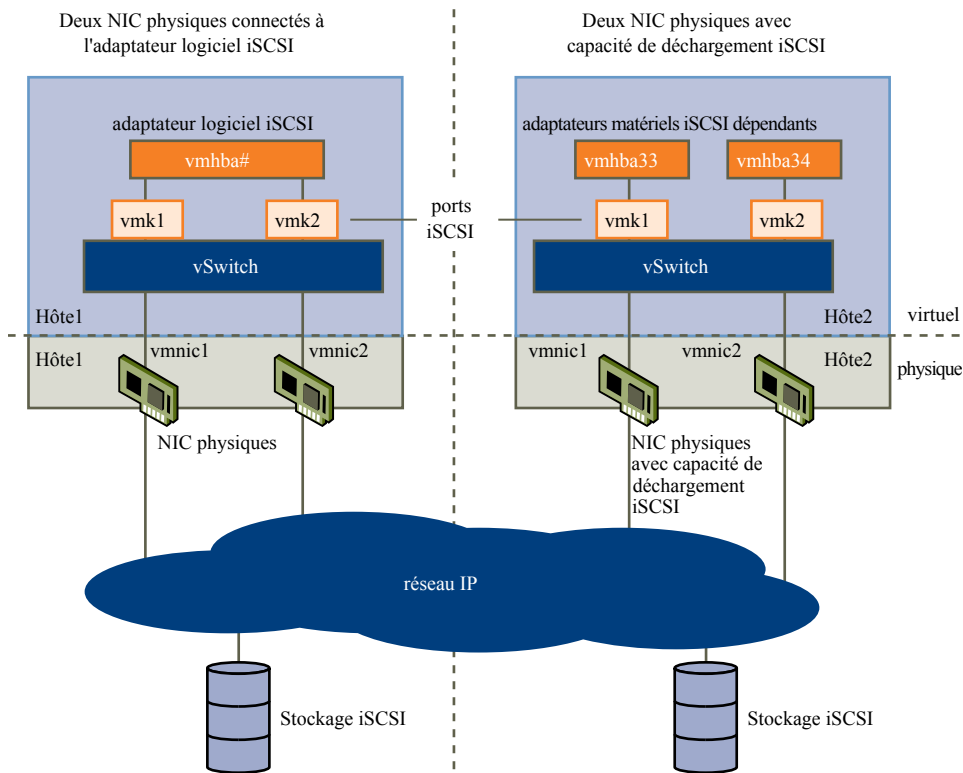 Deux NIC physiques connectés à
l'adaptateur logiciel iSCSI
Deux NIC physiques avec
capacité de déchargement iSCSI
adaptateur logiciel iSCSI
vmhba#
vmk1
vmk2
vSwitch
Hôte1
Hôte1
vmnic1
vmnic2
NIC physiques
ports
iSCSI
adaptateurs matériels iSCSI dépendants
vmhba33
vmhba34
vmk1
vmk2
vSwitch
Hôte2
virtuel
vmnic1
vmnic2
Hôte2
physique
NIC physiques
avec capacité de
déchargement
iSCSI
réseau IP
Stockage iSCSI
Stockage iSCSI